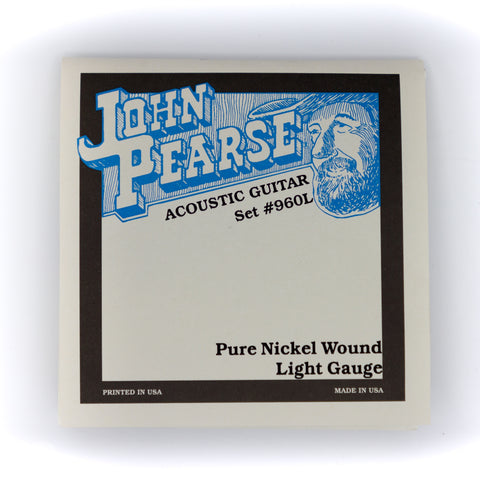 JOHN
PEARSE
ACOUSTIC GUITAR
Set #960L
Pure Nickel Wound
Light Gauge
PRINTED IN USA
MADE IN USA